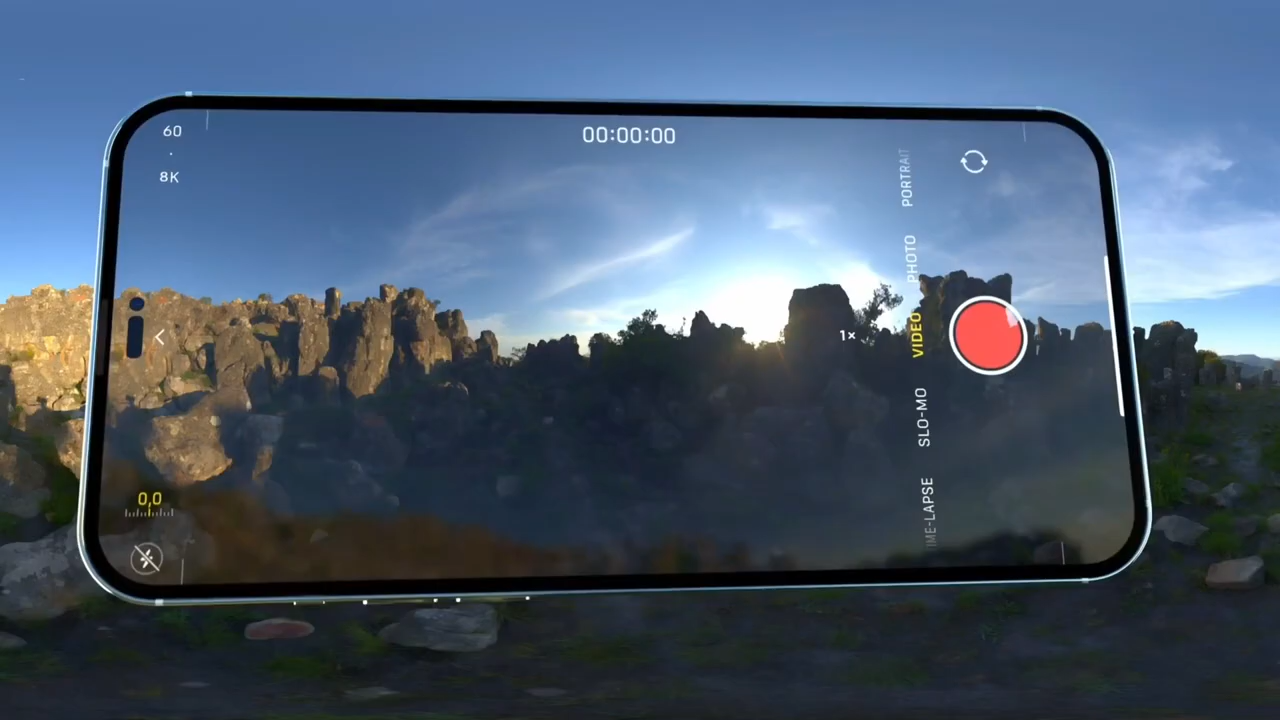 60
8K
00:00:00
PORTRAIT
PHOTO
1×
VIDEO
SLO-MO
IME-LAPSE
0,0